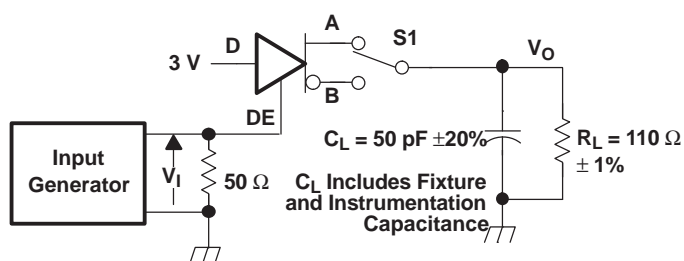 A
S1
D
3 V
V_O
B
DE
C_L = 50 pF ±20%
R_L = 110 Ω
± 1%
Input
Generator
V_I
50 Ω
C_L Includes Fixture
and Instrumentation
Capacitance